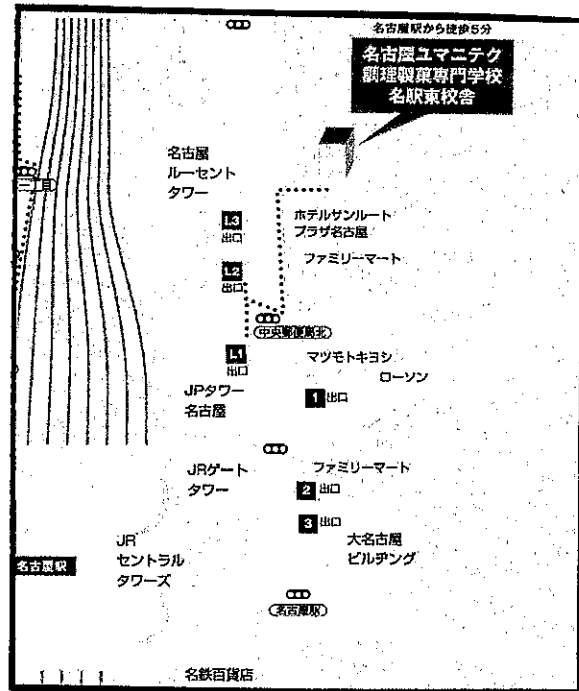 名古屋駅から徒歩5分
名古屋ユマニテク
調理製菓専門学校
名駅東校舎
名古屋
ルーセント
タワー
L3
出口
ホテルサンルート
プラザ名古屋
L2
出口
ファミリーマート
中央郵便局北
L1
出口
マツモトキヨシ
ローソン
JPタワー
名古屋
1 出口
JRゲート
タワー
ファミリーマート
2 出口
3 出口
大名古屋
ビルヂング
JR
セントラル
タワーズ
名古屋駅
名古屋駅
名鉄百貨店